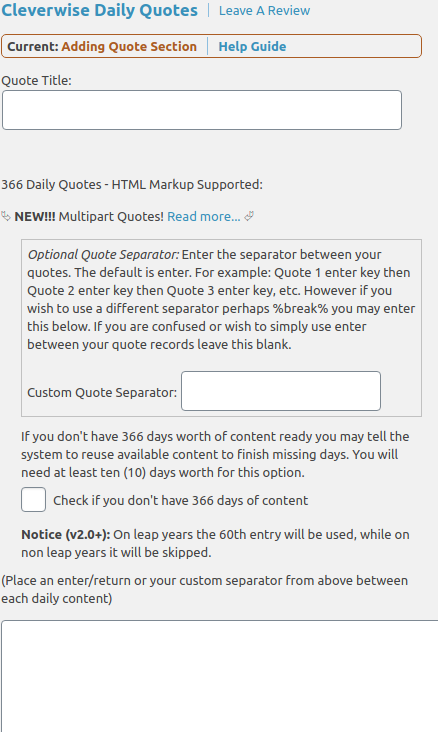 Cleverwise Daily Quotes | Leave A Review
Current: Adding Quote Section | Help Guide
Quote Title:
366 Daily Quotes - HTML Markup Supported:
NEW!!! Multipart Quotes! Read more...
Optional Quote Separator: Enter the separator between your
quotes. The default is enter. For example: Quote 1 enter key then
Quote 2 enter key then Quote 3 enter key, etc. However if you
wish to use a different separator perhaps %break% you may enter
this below. If you are confused or wish to simply use enter
between your quote records leave this blank.
Custom Quote Separator:
If you don't have 366 days worth of content ready you may tell the
system to reuse available content to finish missing days. You will
need at least ten (10) days worth for this option.
Check if you don't have 366 days of content
Notice (v2.0+): On leap years the 60th entry will be used, while on
non leap years it will be skipped.
(Place an enter/return or your custom separator from above between
each daily content)